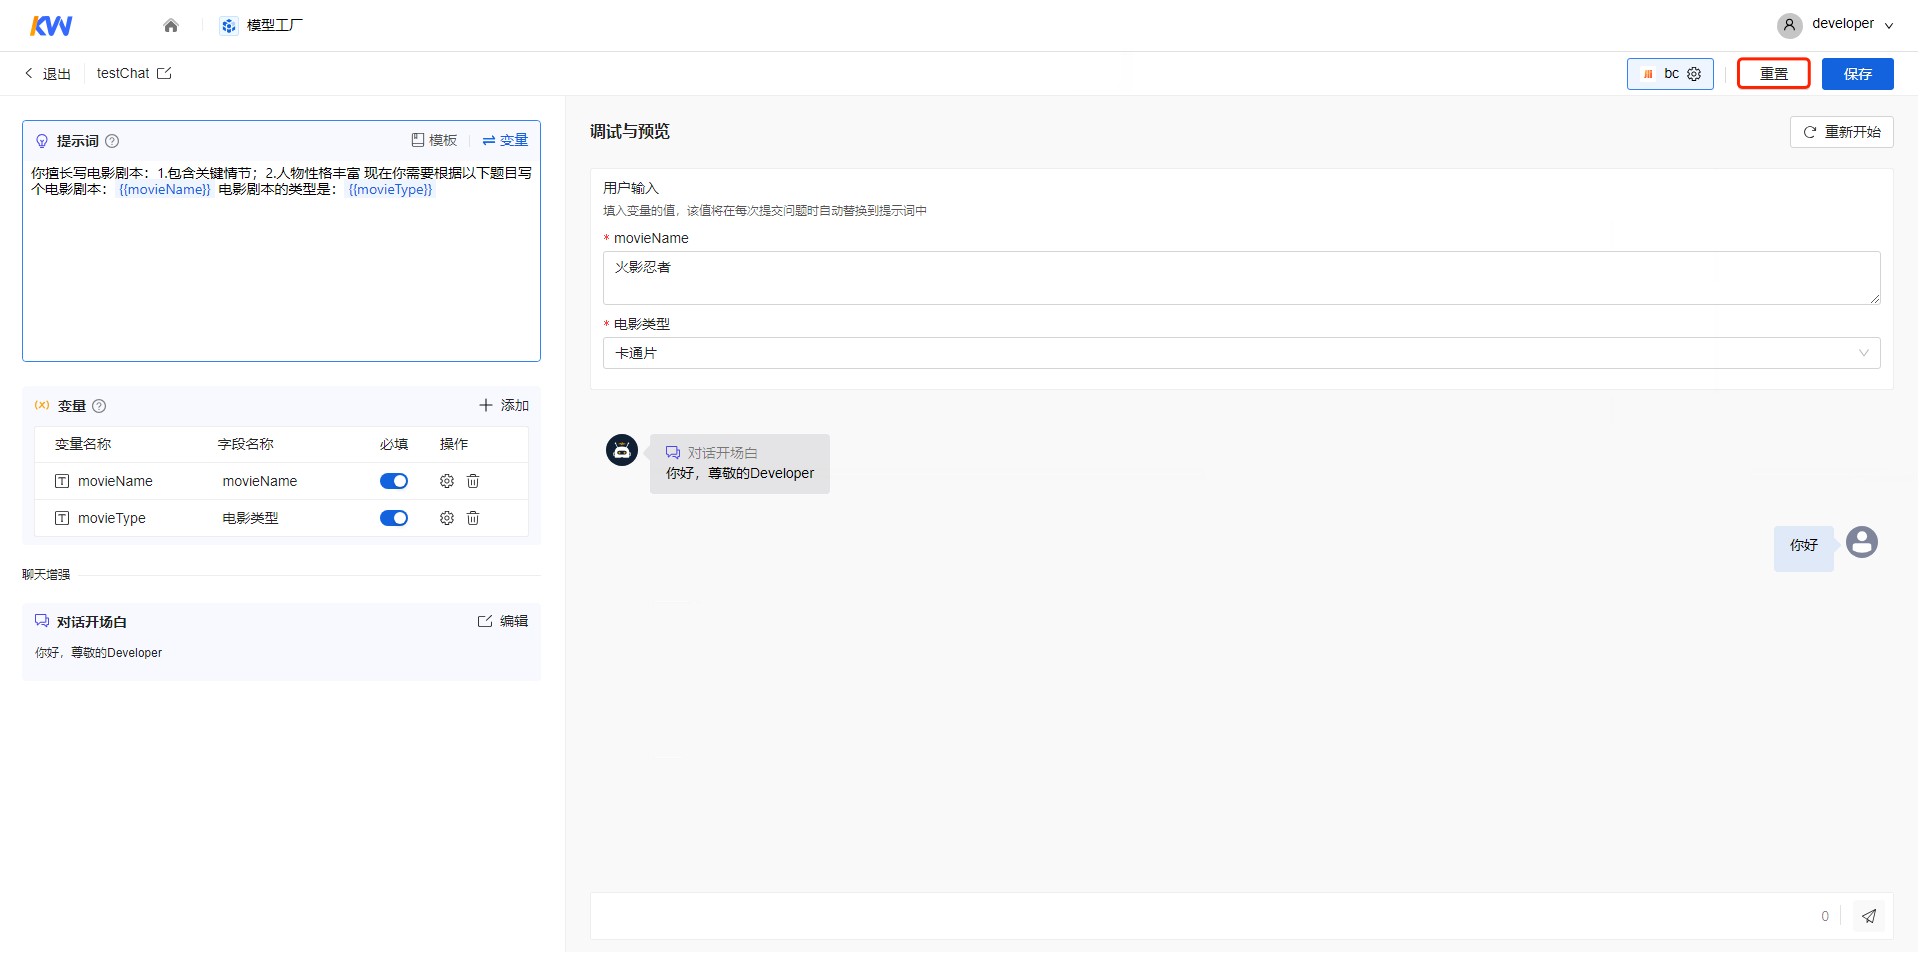 KW
模型工厂
developer
退出
testChat
bc
重置
保存
提示词
模板
变量
你擅长写电影剧本：1.包含关键情节；2.人物性格丰富 现在你需要根据以下题目写
个电影剧本： {{movieName}} 电影剧本的类型是： {{movieType}}
变量
添加
变量名称 字段名称 必填 操作
movieName movieName
movieType 电影类型
聊天增强
对话开场白
编辑
你好，尊敬的Developer
调试与预览
重新开始
用户输入
填入变量的值，该值将在每次提交问题时自动替换到提示词中
* movieName
火影忍者
* 电影类型
卡通片
对话开场白
你好，尊敬的Developer
你好
0